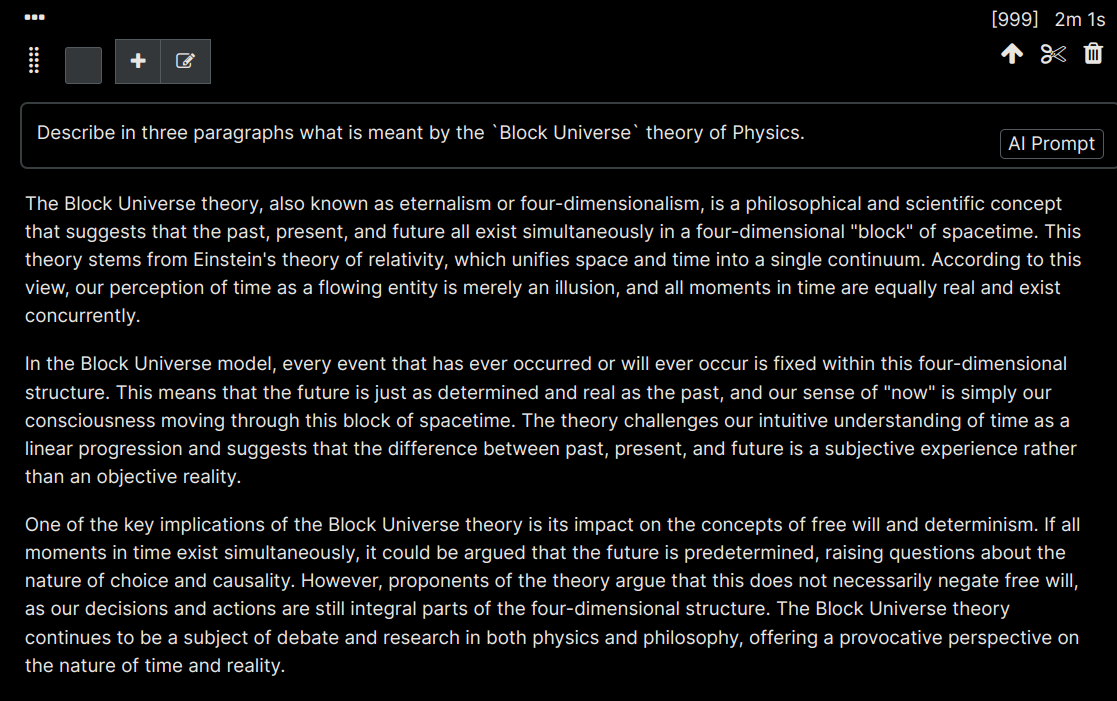 [999] 2m 1s
Describe in three paragraphs what is meant by the `Block Universe` theory of Physics.
AI Prompt
The Block Universe theory, also known as eternalism or four-dimensionalism, is a philosophical and scientific concept
that suggests that the past, present, and future all exist simultaneously in a four-dimensional "block" of spacetime. This
theory stems from Einstein's theory of relativity, which unifies space and time into a single continuum. According to this
view, our perception of time as a flowing entity is merely an illusion, and all moments in time are equally real and exist
concurrently.
In the Block Universe model, every event that has ever occurred or will ever occur is fixed within this four-dimensional
structure. This means that the future is just as determined and real as the past, and our sense of "now" is simply our
consciousness moving through this block of spacetime. The theory challenges our intuitive understanding of time as a
linear progression and suggests that the difference between past, present, and future is a subjective experience rather
than an objective reality.
One of the key implications of the Block Universe theory is its impact on the concepts of free will and determinism. If all
moments in time exist simultaneously, it could be argued that the future is predetermined, raising questions about the
nature of choice and causality. However, proponents of the theory argue that this does not necessarily negate free will,
as our decisions and actions are still integral parts of the four-dimensional structure. The Block Universe theory
continues to be a subject of debate and research in both physics and philosophy, offering a provocative perspective on
the nature of time and reality.